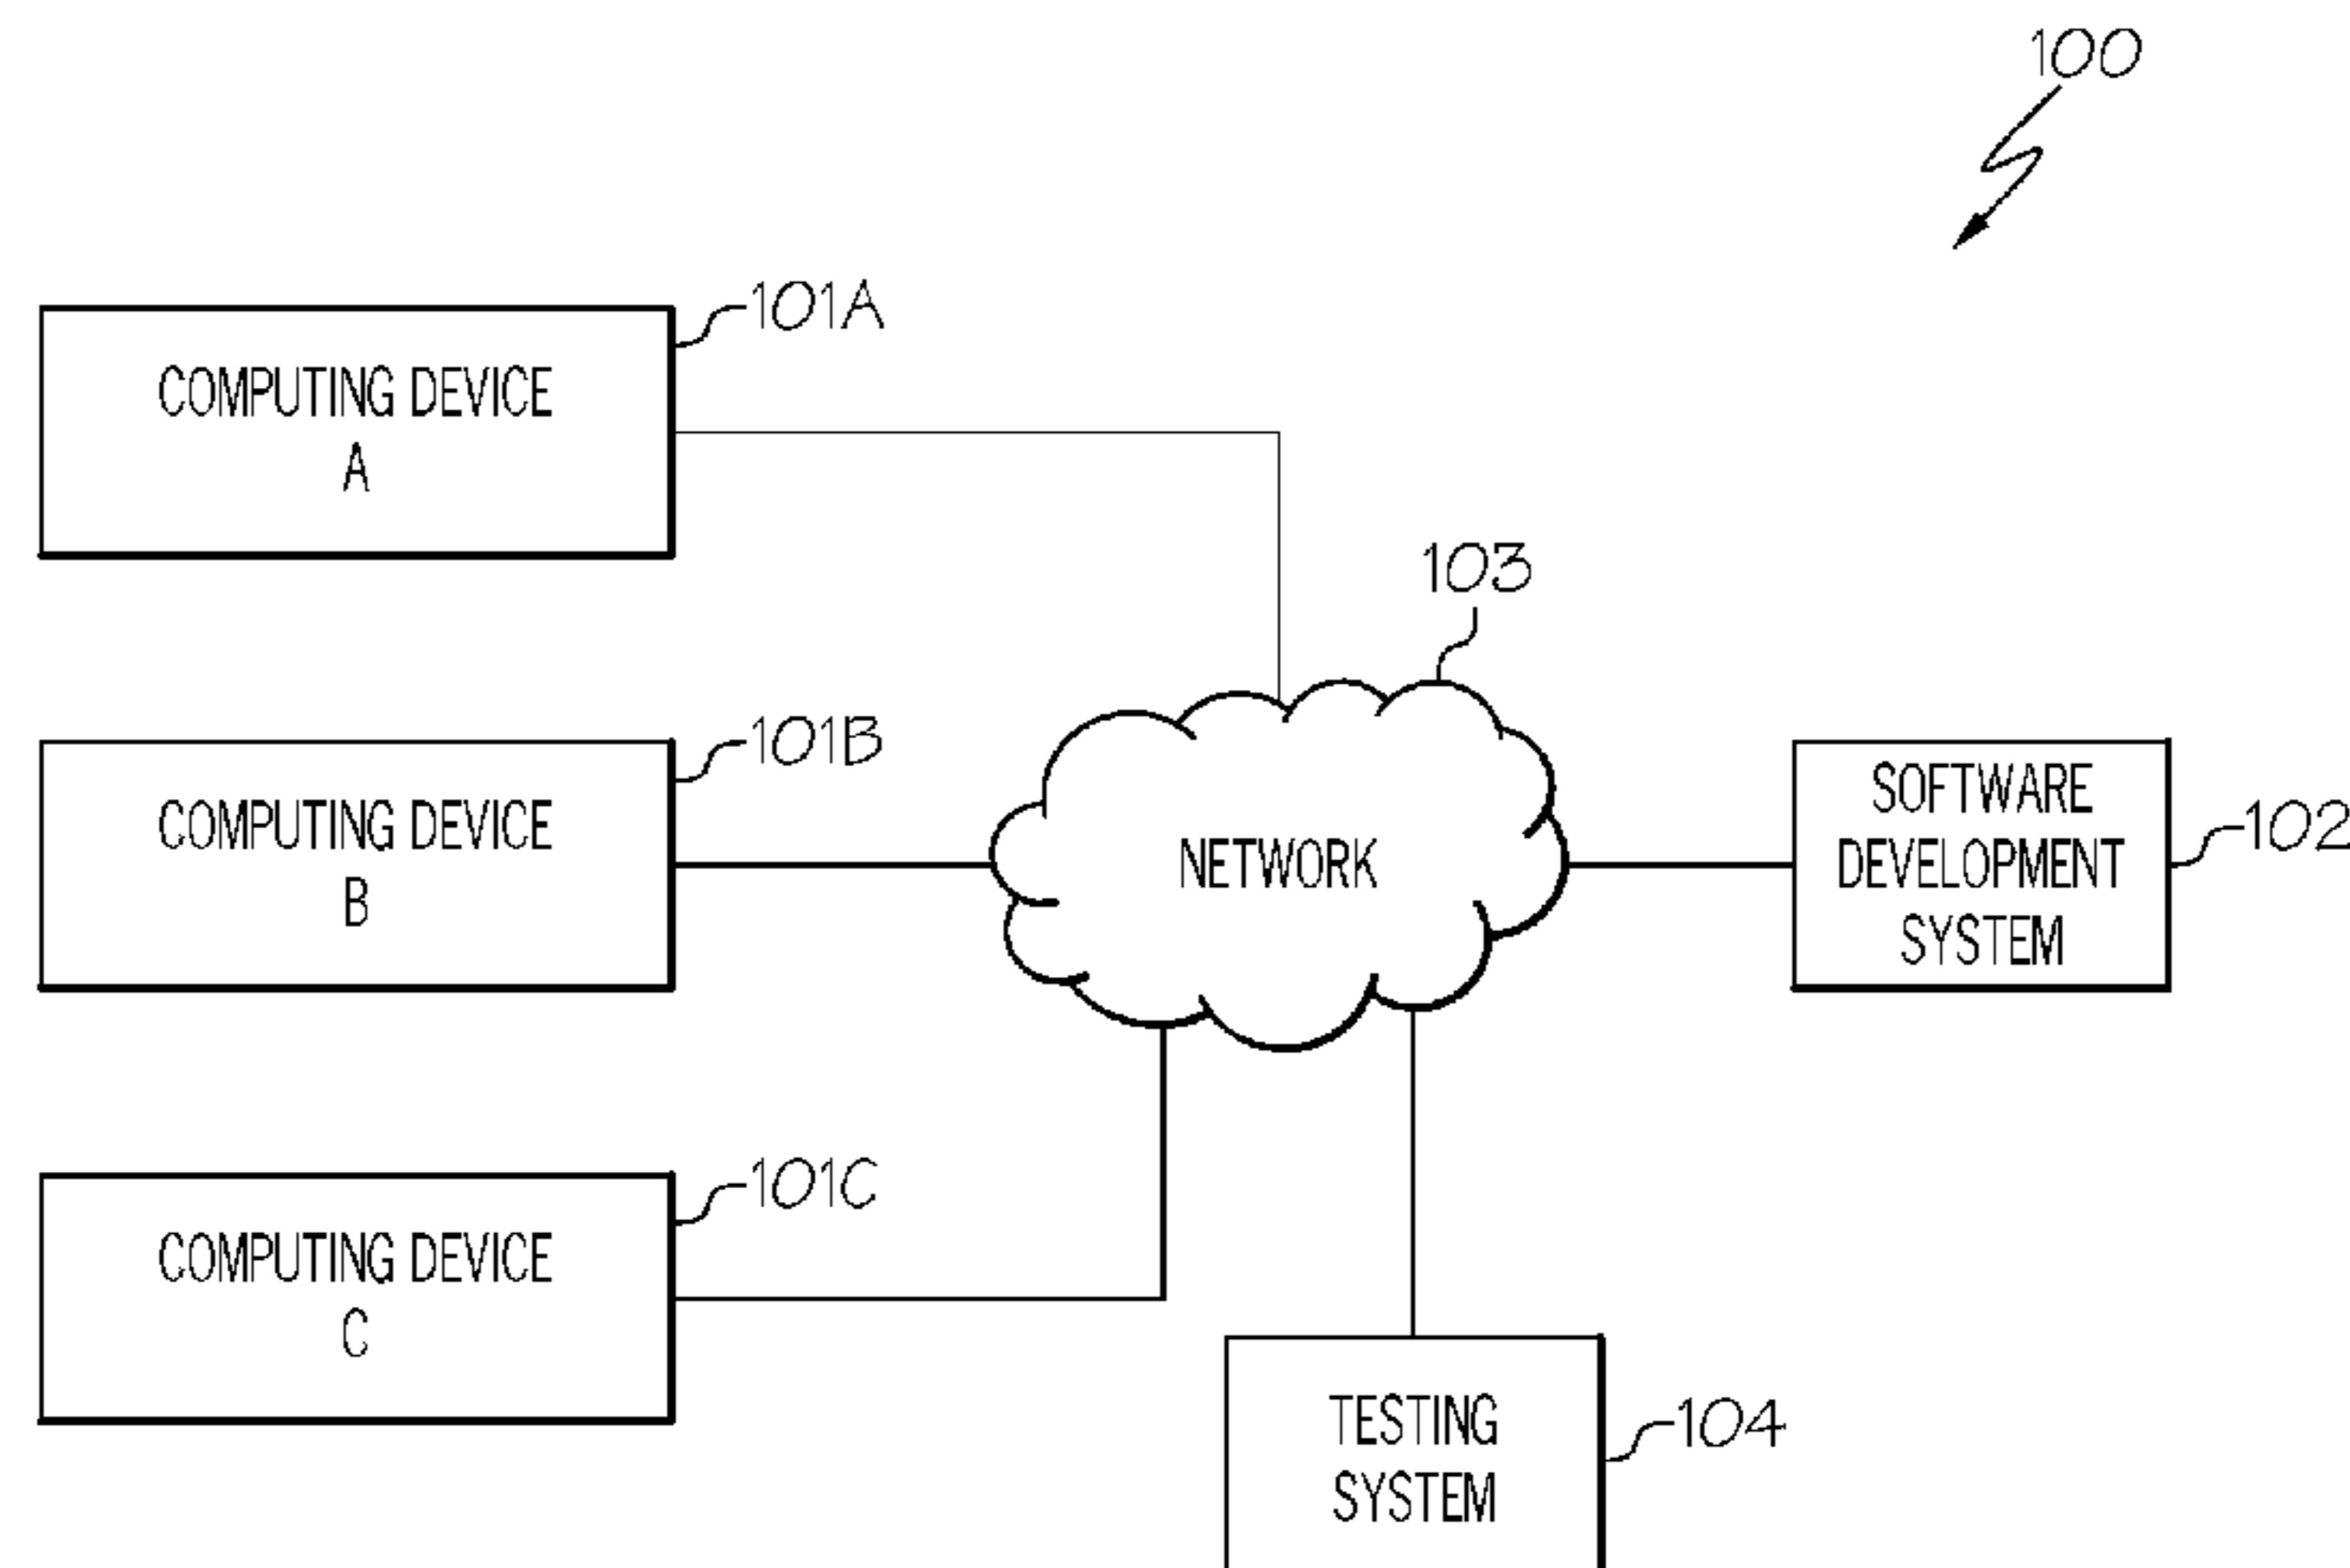 100
101A
COMPUTING DEVICE
A
103
101B
COMPUTING DEVICE
B
NETWORK
SOFTWARE
DEVELOPMENT
SYSTEM
102
101C
COMPUTING DEVICE
C
TESTING
SYSTEM
104